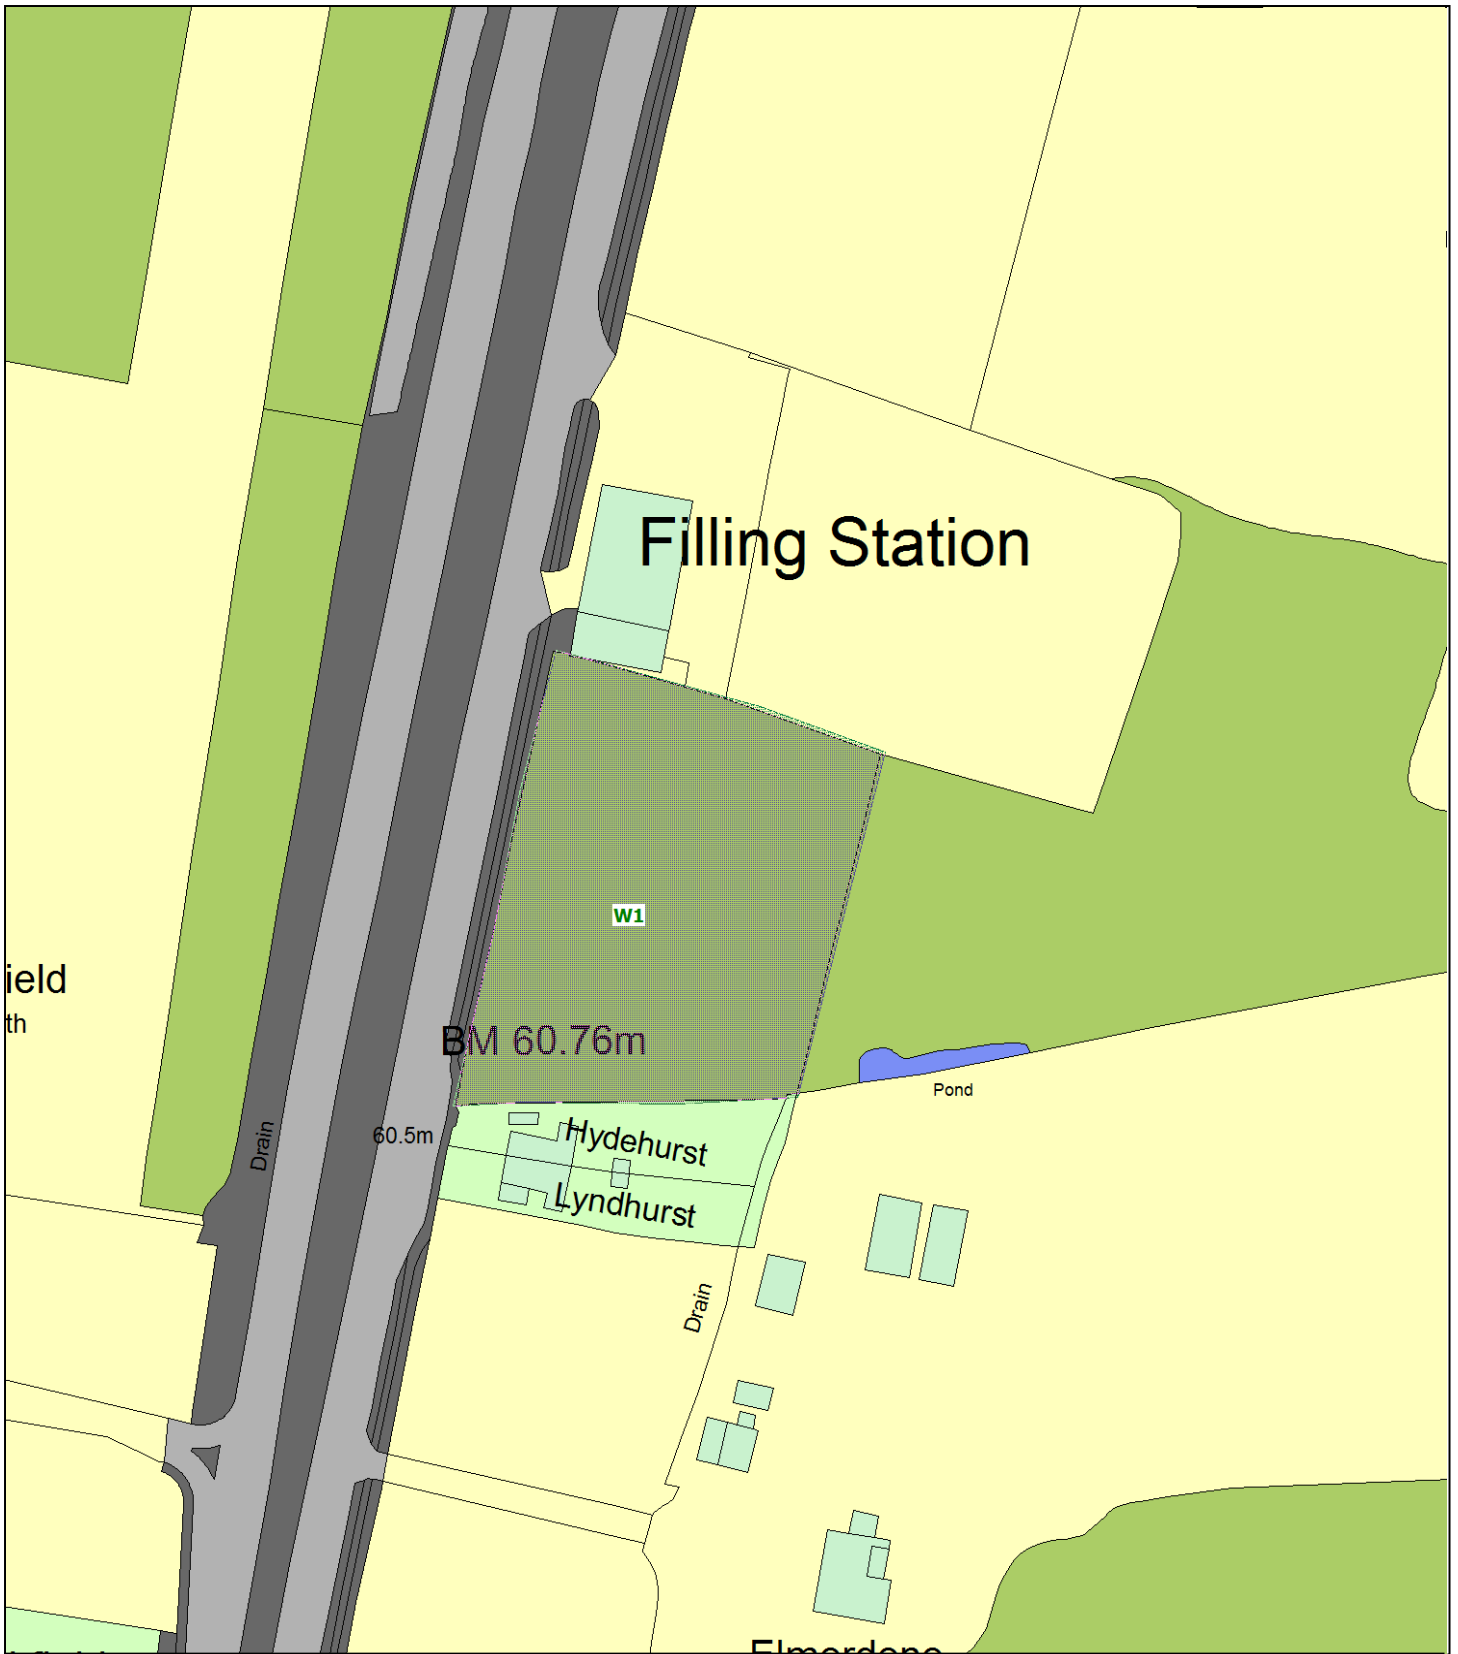 Filling Station
W1
ield
th
BM 60.76m
Pond
60.5m
Drain
Hydehurst
Lyndhurst
Drain